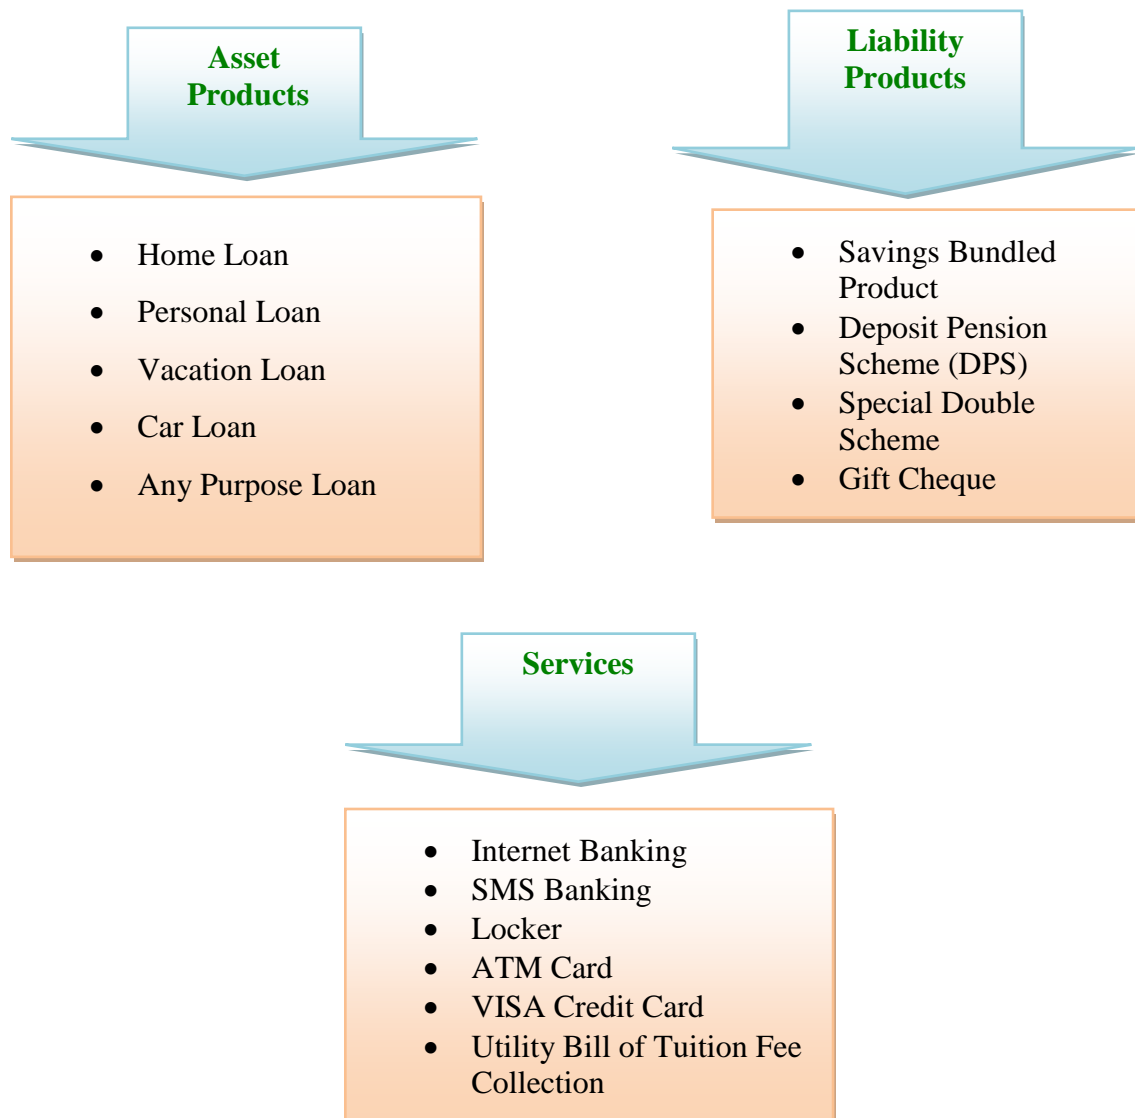 Asset
Products
• Home Loan
• Personal Loan
• Vacation Loan
• Car Loan
• Any Purpose Loan
Liability
Products
• Savings Bundled
Product
• Deposit Pension
Scheme (DPS)
• Special Double
Scheme
• Gift Cheque
Services
• Internet Banking
• SMS Banking
• Locker
• ATM Card
• VISA Credit Card
• Utility Bill of Tuition Fee
Collection